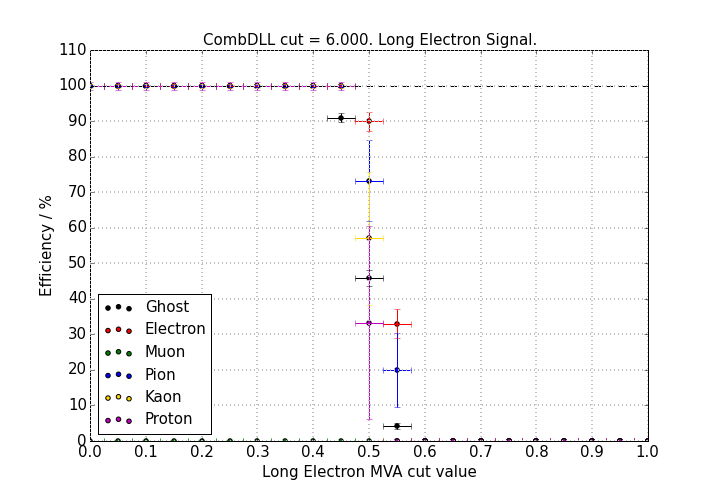 CombDLL cut = 6.000. Long Electron Signal.
110
100
90
80
70
60
50
40
30
20
10
0
Efficiency / %
Ghost
Electron
Muon
Pion
Kaon
Proton
0.0 0.1 0.2 0.3 0.4 0.5 0.6 0.7 0.8 0.9 1.0
Long Electron MVA cut value